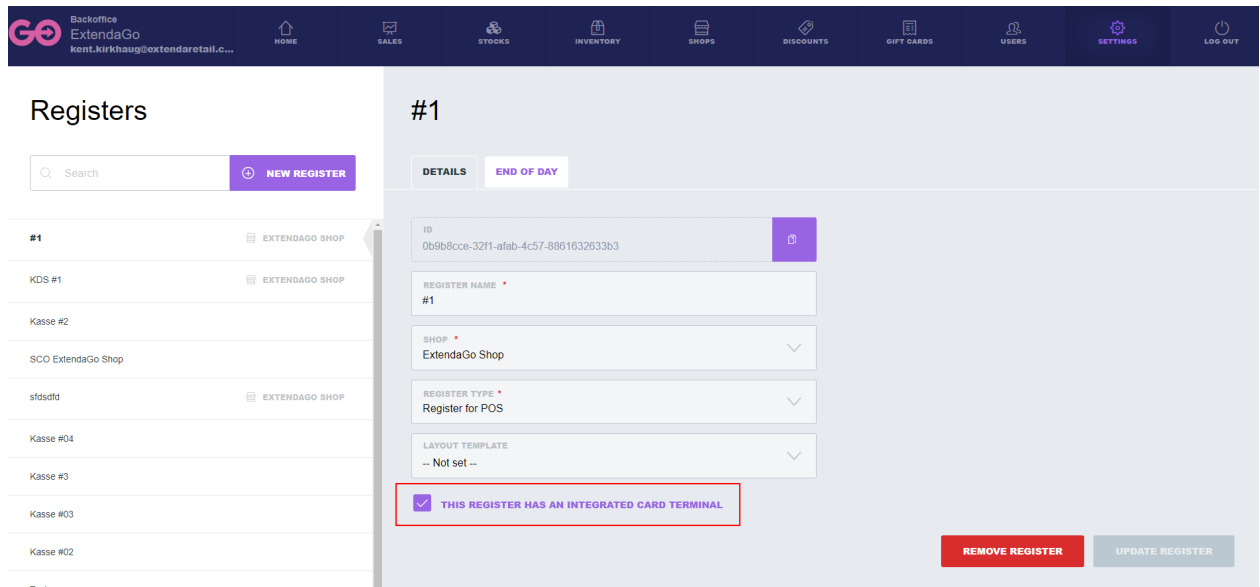 GO
Backoffice
ExtendaGo
kent.kirkhaug@extendaretail.c...
HOME
SALES
STOCKS
INVENTORY
SHOPS
DISCOUNTS
GIFT CARDS
USERS
SETTINGS
LOG OUT
Registers
Search
NEW REGISTER
#1 EXTENDAGO SHOP
KDS #1 EXTENDAGO SHOP
Kasse #2
SCO ExtendaGo Shop
sfdsdfd EXTENDAGO SHOP
Kasse #04
Kasse #3
Kasse #03
Kasse #02
#1
DETAILS
END OF DAY
ID
0b9b8cce-32f1-afab-4c57-8861632633b3
REGISTER NAME *
#1
SHOP *
ExtendaGo Shop
REGISTER TYPE *
Register for POS
LAYOUT TEMPLATE
-- Not set --
THIS REGISTER HAS AN INTEGRATED CARD TERMINAL
REMOVE REGISTER
UPDATE REGISTER